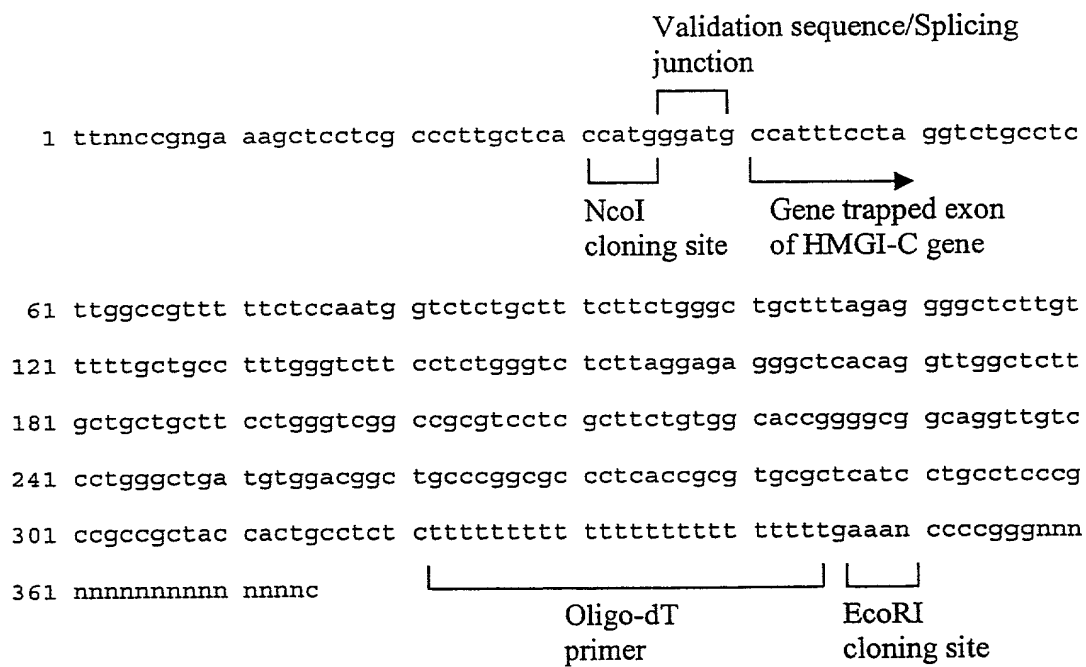 Validation sequence/Splicing
junction
1 ttnnccgnga aagctcctcg cccttgctca ccatgggatg ccatttccta ggtctgcctc
NcoI
cloning site
Gene trapped exon
of HMGI-C gene
61 ttggccgttt ttctccaatg gtctctgctt tcttctgggc tgctttagag gggctcttgt
121 ttttgctgcc tttgggtctt cctctgggtc tcttaggaga gggctcacag gttggctctt
181 gctgctgctt cctgggtcgg ccgcgtcctc gcttctgtgg caccggggcg gcaggttgtc
241 cctgggctga tgtggacggc tgcccggcgc cctcaccgcg tgcgctcatc ctgcctcccg
301 ccgccgctac cactgcctct cttttttttt tttttttttt tttttgaaan ccccgggnnn
361 nnnnnnnnnn nnnnc
Oligo-dT
primer
EcoRI
cloning site